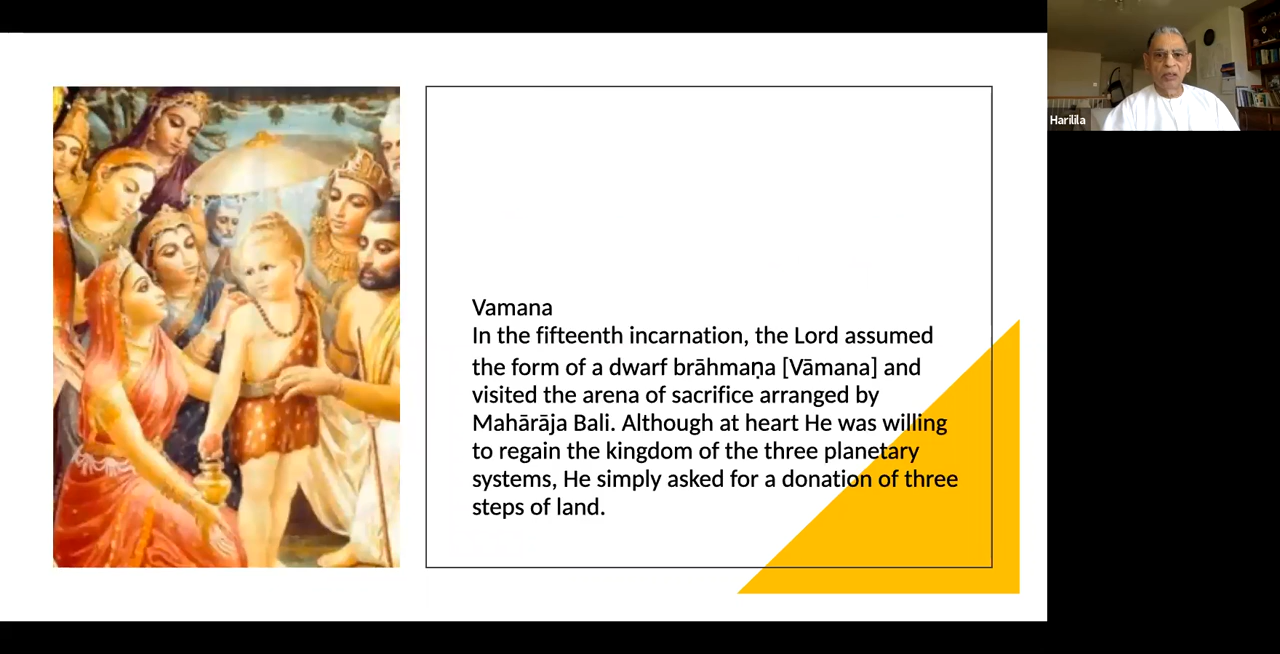 Vamana
In the fifteenth incarnation, the Lord assumed
the form of a dwarf brāhmaṇa [Vāmana] and
visited the arena of sacrifice arranged by
Mahārāja Bali. Although at heart He was willing
to regain the kingdom of the three planetary
systems, He simply asked for a donation of three
steps of land.
Harilila